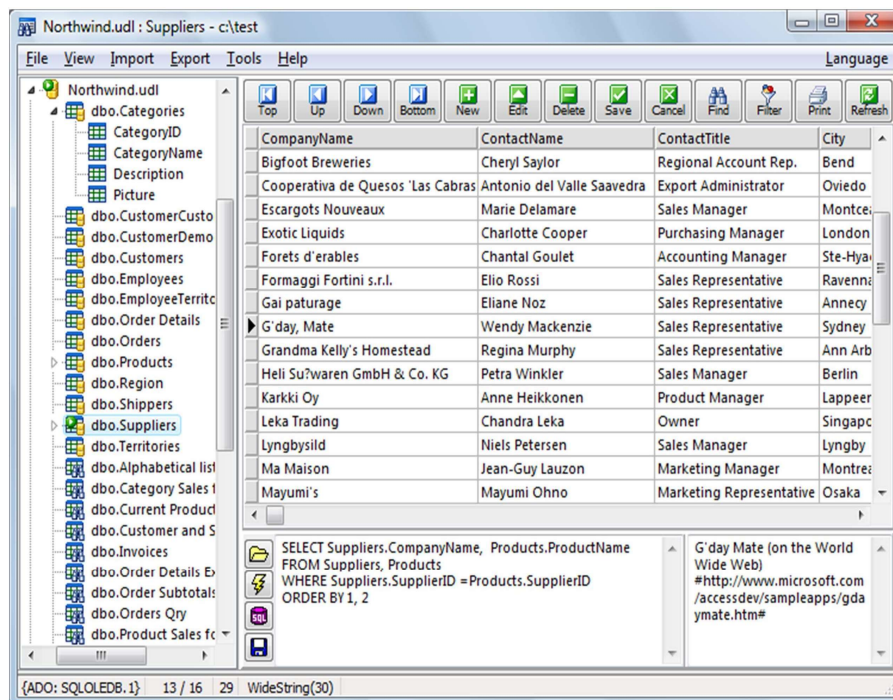 Northwind.udl : Suppliers - c:\test
File View Import Export Tools Help Language
Northwind.udl
dbo.Categories
CategoryID
CategoryName
Description
Picture
dbo.CustomerCusto
dbo.CustomerDemo
dbo.Customers
dbo.Employees
dbo.EmployeeTerrito
dbo.Order Details
dbo.Orders
dbo.Products
dbo.Region
dbo.Shippers
dbo.Suppliers
dbo.Territories
dbo.Alphabetical list
dbo.Category Sales f
dbo.Current Product
dbo.Customer and S
dbo.Invoices
dbo.Order Details Ex
dbo.Order Subtotals
dbo.Orders Qry
dbo.Product Sales fo
Top Up Down Bottom New Edit Delete Save Cancel Find Filter Print Refresh
CompanyName ContactName ContactTitle City
Bigfoot Breweries Cheryl Saylor Regional Account Rep. Bend
Cooperativa de Quesos 'Las Cabras Antonio del Valle Saavedra Export Administrator Oviedo
Escargots Nouveaux Marie Delamare Sales Manager Montcea
Exotic Liquids Charlotte Cooper Purchasing Manager London
Forets d'erables Chantal Goulet Accounting Manager Ste-Hya
Formaggi Fortini s.r.l. Elio Rossi Sales Representative Ravenna
Gai paturage Eliane Noz Sales Representative Annecy
G'day, Mate Wendy Mackenzie Sales Representative Sydney
Grandma Kelly's Homestead Regina Murphy Sales Representative Ann Arb
Heli Su?waren GmbH & Co. KG Petra Winkler Sales Manager Berlin
Karkki Oy Anne Heikkonen Product Manager Lappeer
Leka Trading Chandra Leka Owner Singapo
Lyngbysild Niels Petersen Sales Manager Lyngby
Ma Maison Jean-Guy Lauzon Marketing Manager Montrea
Mayumi's Mayumi Ohno Marketing Representative Osaka
SELECT Suppliers.CompanyName, Products.ProductName
FROM Suppliers, Products
WHERE Suppliers.SupplierID =Products.SupplierID
ORDER BY 1, 2
SQL
G'day Mate (on the World
Wide Web)
#http://www.microsoft.com
/accessdev/sampleapps/gda
ymate.htm#
{ADO: SQLOLEDB.1} 13 / 16 29 WideString(30)